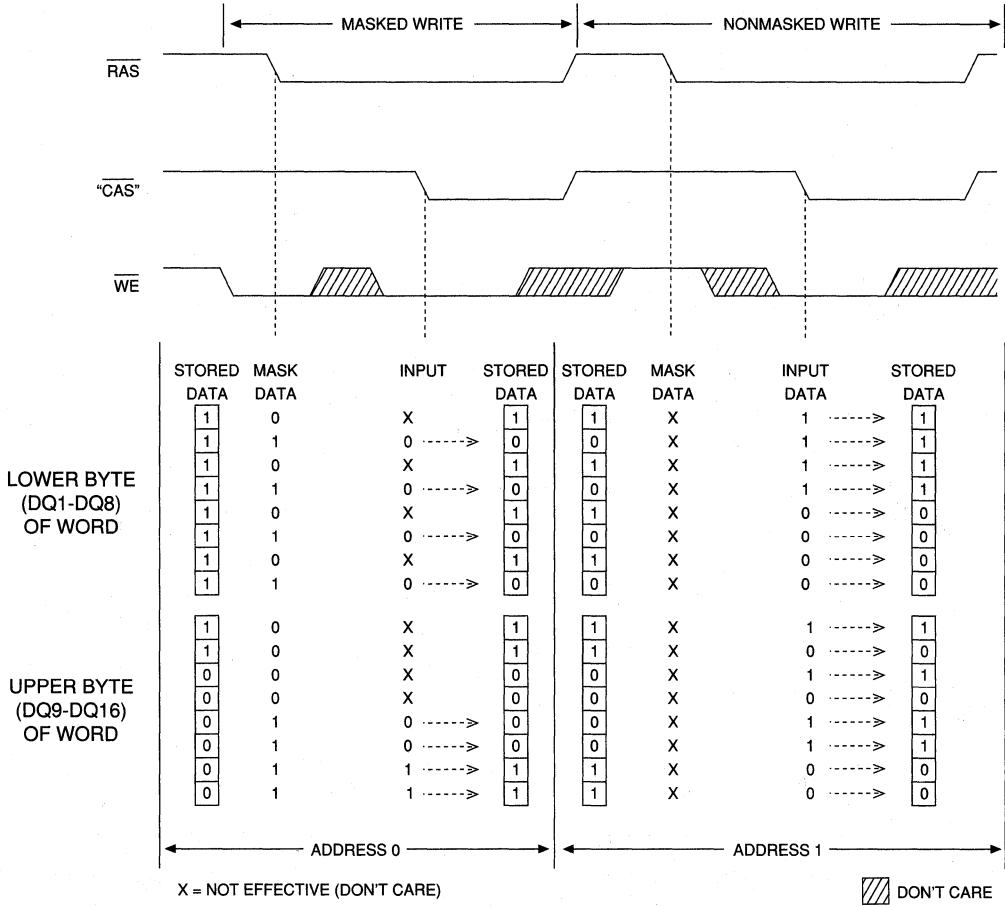 MASKED WRITE NONMASKED WRITE
RAS
"CAS"
WE
STORED MASK INPUT STORED STORED MASK INPUT STORED
DATA DATA DATA DATA DATA DATA DATA
1 0 X 1 1 X 1 1
1 1 0 0 0 X 1 1
1 0 X 1 1 X 1 1
1 1 0 0 0 X 1 1
1 0 X 1 1 X 0 0
1 1 0 0 0 X 0 0
1 0 X 1 1 X 0 0
1 1 0 0 0 X 0 0
LOWER BYTE
(DQ1-DQ8)
OF WORD
1 0 X 1 1 X 1 1
1 0 X 1 1 X 0 0
0 0 X 0 0 X 1 1
0 0 X 0 0 X 0 0
0 1 0 0 0 X 1 1
0 1 0 0 0 X 1 1
0 1 1 1 1 X 0 0
0 1 1 1 1 X 0 0
UPPER BYTE
(DQ9-DQ16)
OF WORD
ADDRESS 0 ADDRESS 1
X = NOT EFFECTIVE (DON'T CARE) DON'T CARE